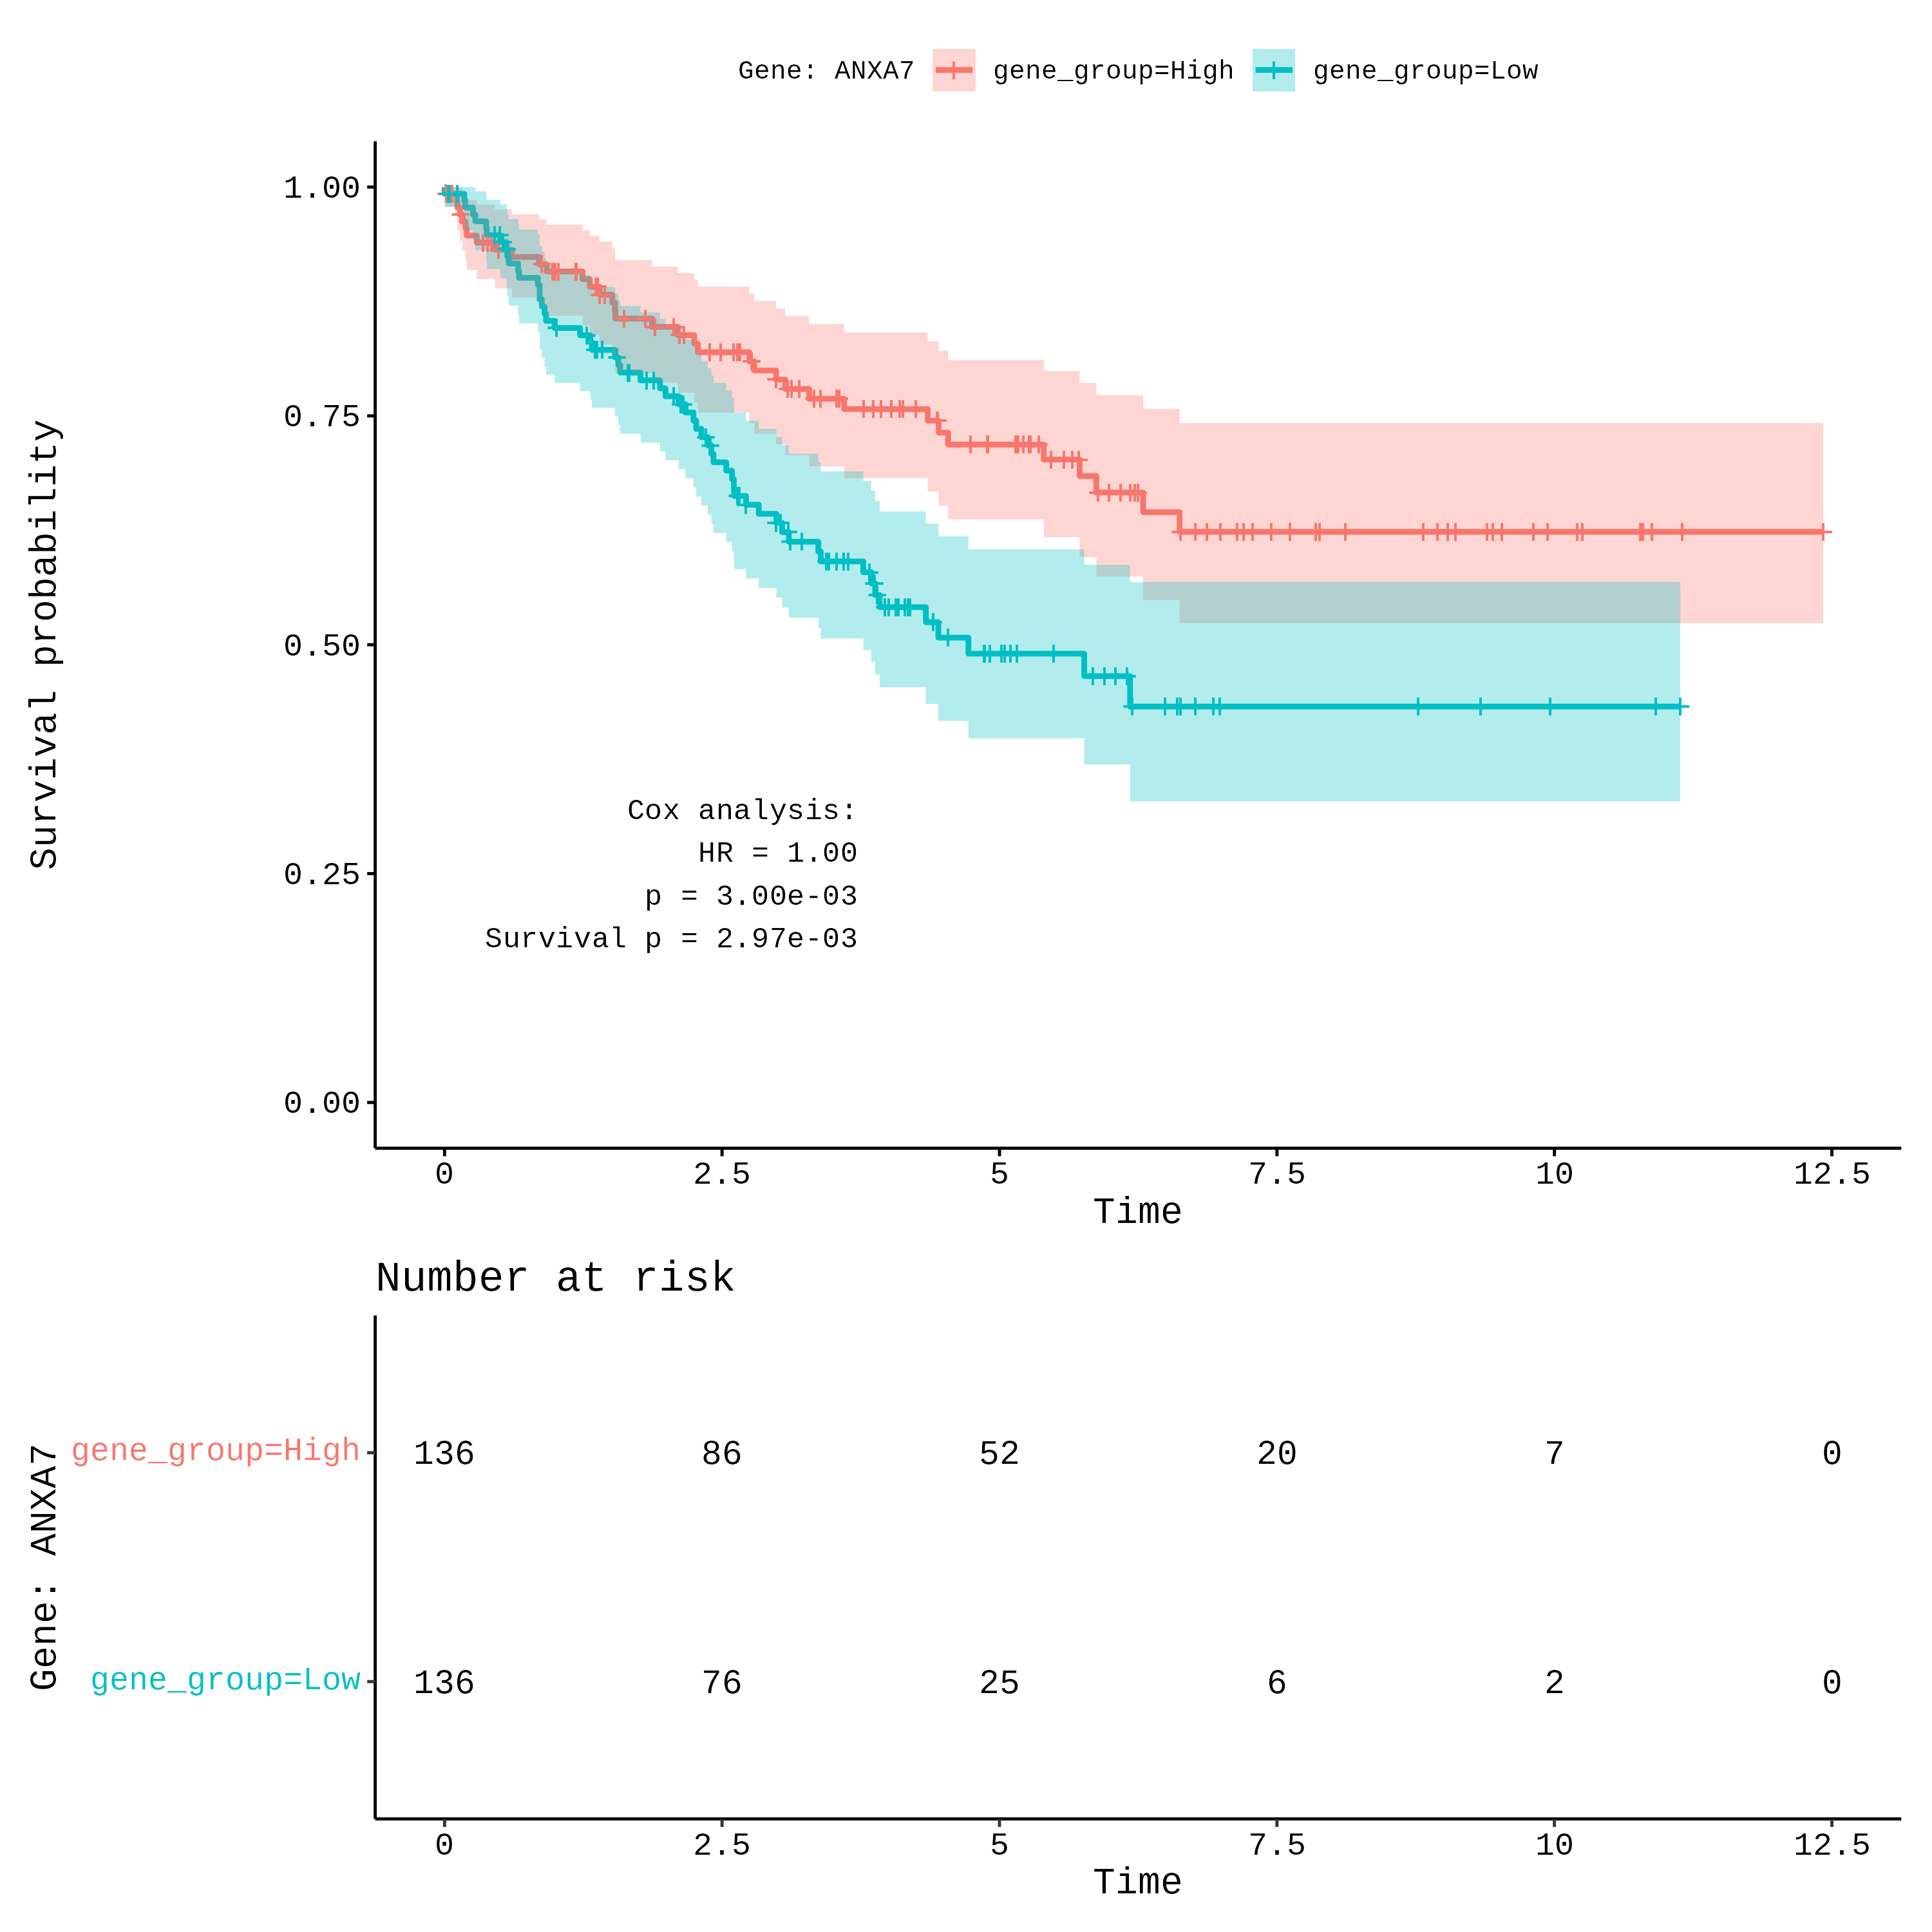 Gene: ANXA7 gene_group=High gene_group=Low
1.00
0.75
0.50
0.25
0.00
Survival probability
Cox analysis:
HR = 1.00
p = 3.00e-03
Survival p = 2.97e-03
0 2.5 5 7.5 10 12.5
Time
Number at risk
Gene: ANXA7
gene_group=High 136 86 52 20 7 0
gene_group=Low 136 76 25 6 2 0
0 2.5 5 7.5 10 12.5
Time